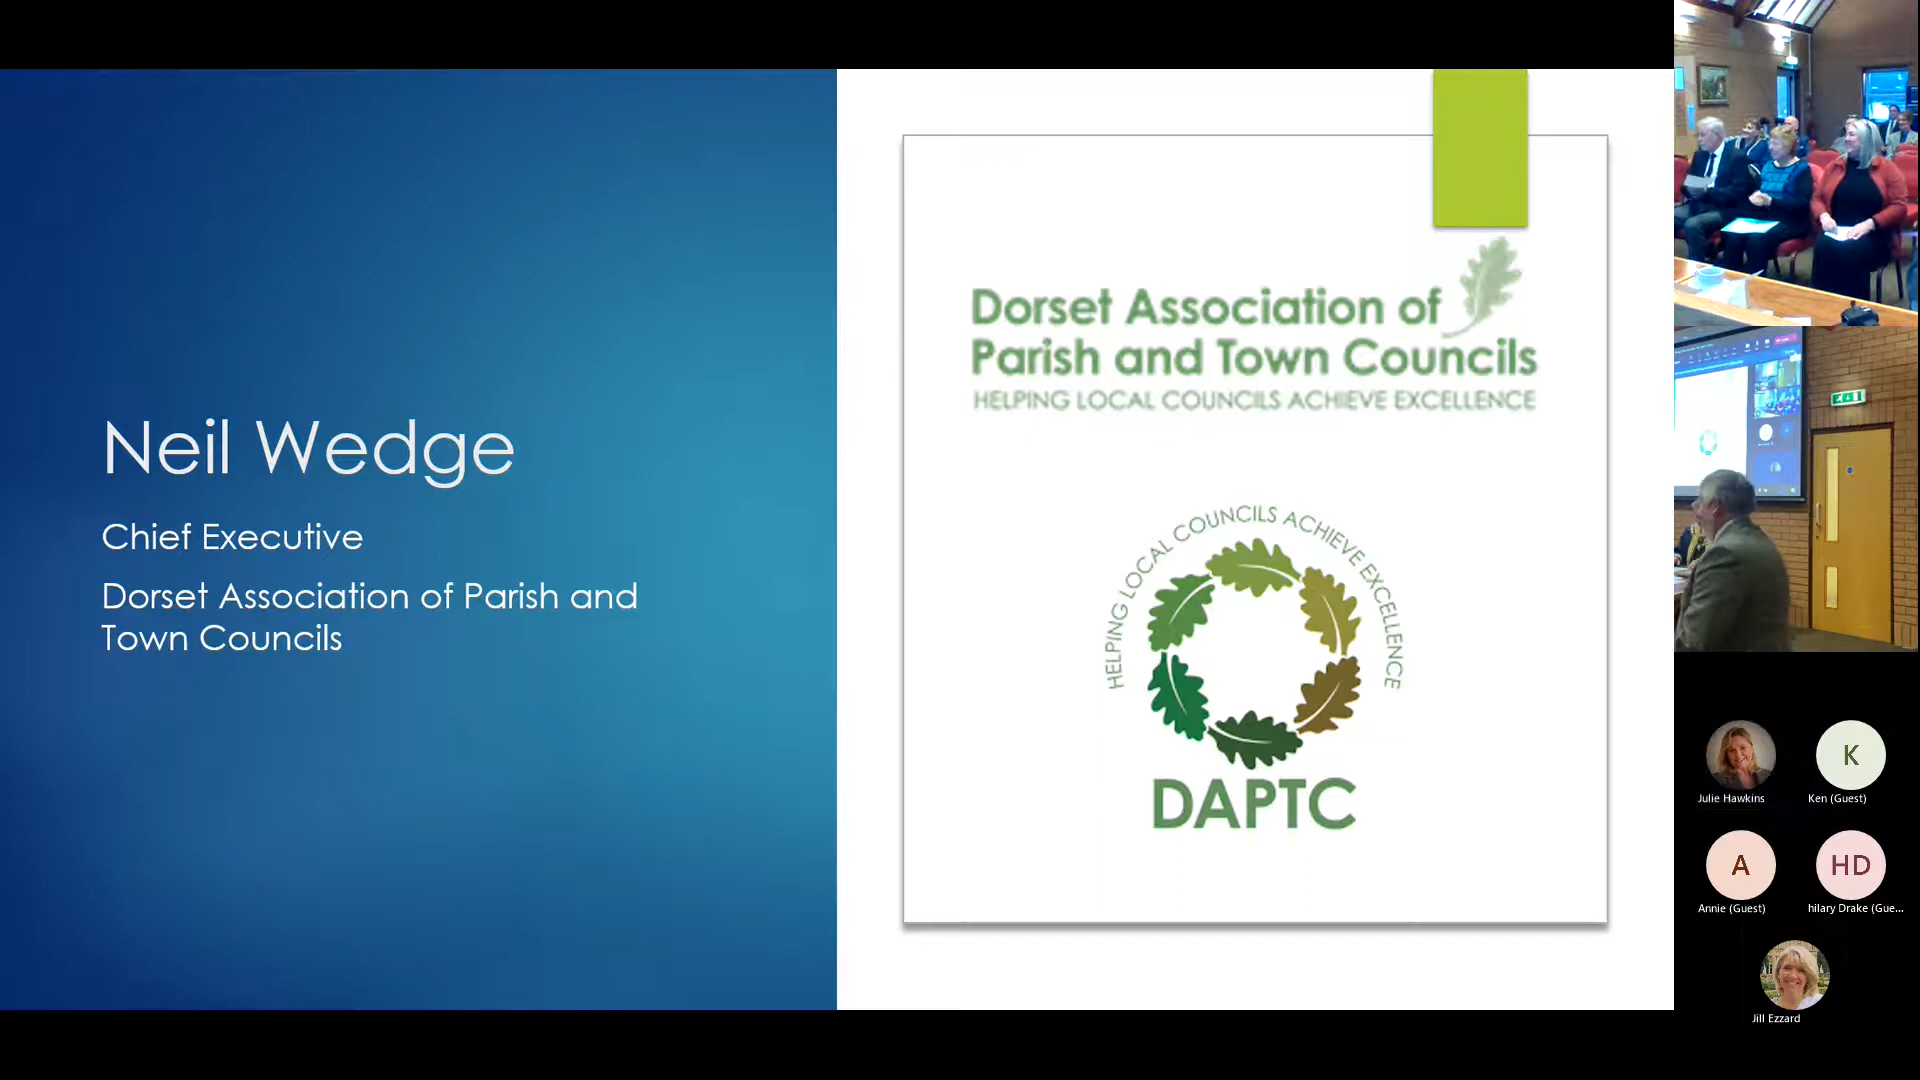 Neil Wedge
Chief Executive
Dorset Association of Parish and
Town Councils
Dorset Association of
Parish and Town Councils
HELPING LOCAL COUNCILS ACHIEVE EXCELLENCE
HELPING LOCAL COUNCILS ACHIEVE EXCELLENCE
DAPTC
Julie Hawkins
K
Ken (Guest)
A
Annie (Guest)
HD
hilary Drake (Gue...
Jill Ezzard